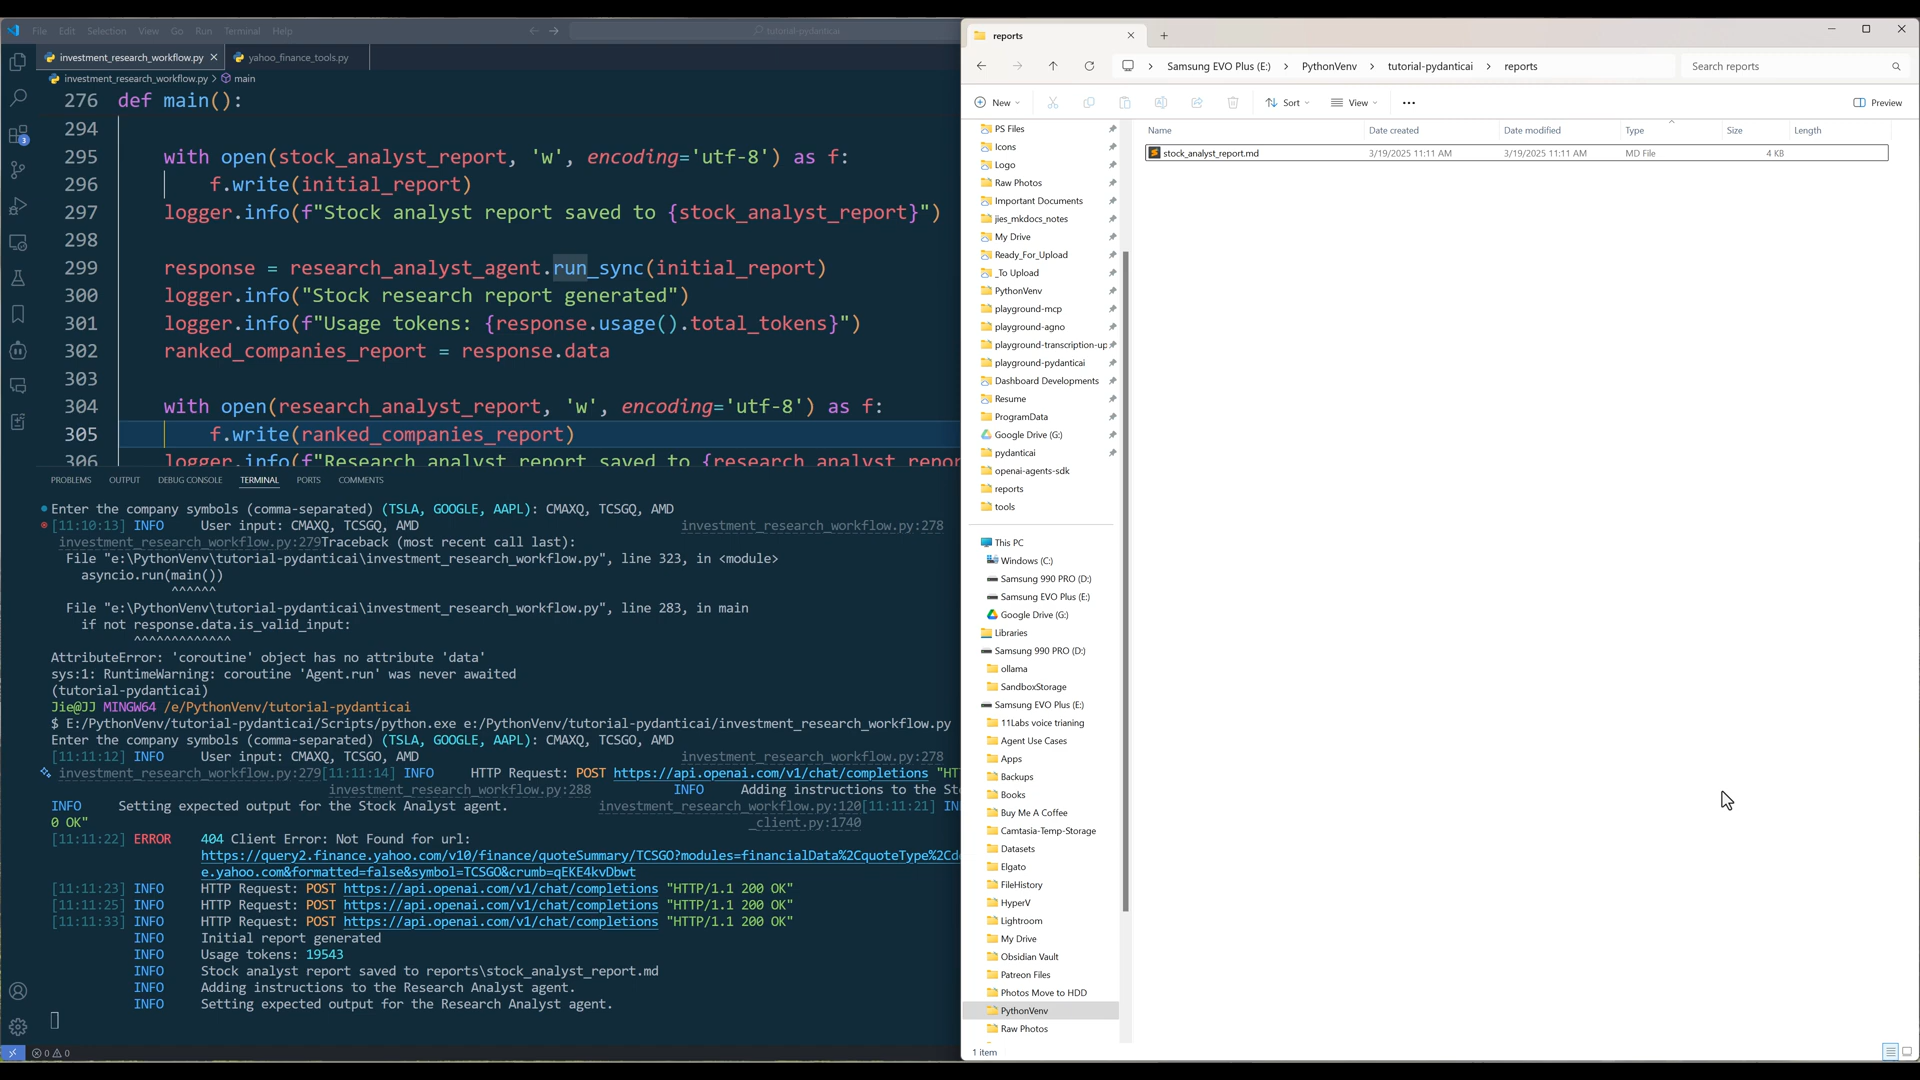 File Edit Selection View Go Run Terminal Help
tutorial-pydanticai
investment_research_workflow.py
yahoo_finance_tools.py
investment_research_workflow.py > main
276 def main():
294
295 with open(stock_analyst_report, 'w', encoding='utf-8') as f:
296 f.write(initial_report)
297 logger.info(f"Stock analyst report saved to {stock_analyst_report}")
298
299 response = research_analyst_agent.run_sync(initial_report)
300 logger.info("Stock research report generated")
301 logger.info(f"Usage tokens: {response.usage().total_tokens}")
302 ranked_companies_report = response.data
303
304 with open(research_analyst_report, 'w', encoding='utf-8') as f:
305 f.write(ranked_companies_report)
306 logger.info(f"Research analyst report saved to {research_analyst_repor
PROBLEMS OUTPUT DEBUG CONSOLE TERMINAL PORTS COMMENTS
Enter the company symbols (comma-separated) (TSLA, GOOGLE, AAPL): CMAXQ, TCSGQ, AMD
[11:10:13] INFO User input: CMAXQ, TCSGQ, AMD investment_research_workflow.py:278
investment_research_workflow.py:279Traceback (most recent call last):
File "e:\PythonVenv\tutorial-pydanticai\investment_research_workflow.py", line 323, in <module>
asyncio.run(main())
^^^^^^
File "e:\PythonVenv\tutorial-pydanticai\investment_research_workflow.py", line 283, in main
if not response.data.is_valid_input:
^^^^^^^^^^^^^
AttributeError: 'coroutine' object has no attribute 'data'
sys:1: RuntimeWarning: coroutine 'Agent.run' was never awaited
(tutorial-pydanticai)
Jie@JJ MINGW64 /e/PythonVenv/tutorial-pydanticai
$ E:/PythonVenv/tutorial-pydanticai/Scripts/python.exe e:/PythonVenv/tutorial-pydanticai/investment_research_workflow.py
Enter the company symbols (comma-separated) (TSLA, GOOGLE, AAPL): CMAXQ, TCSGO, AMD
[11:11:12] INFO User input: CMAXQ, TCSGO, AMD investment_research_workflow.py:278
investment_research_workflow.py:279[11:11:14] INFO HTTP Request: POST https://api.openai.com/v1/chat/completions "HT
investment_research_workflow.py:288 INFO Adding instructions to the Sto
INFO Setting expected output for the Stock Analyst agent. investment_research_workflow.py:120[11:11:21] IN
0 OK" _client.py:1740
[11:11:22] ERROR 404 Client Error: Not Found for url:
https://query2.finance.yahoo.com/v10/finance/quoteSummary/TCSGO?modules=financialData%2CquoteType%2Cde
e.yahoo.com&formatted=false&symbol=TCSGO&crumb=qEKE4kvDbwt
[11:11:23] INFO HTTP Request: POST https://api.openai.com/v1/chat/completions "HTTP/1.1 200 OK"
[11:11:25] INFO HTTP Request: POST https://api.openai.com/v1/chat/completions "HTTP/1.1 200 OK"
[11:11:33] INFO HTTP Request: POST https://api.openai.com/v1/chat/completions "HTTP/1.1 200 OK"
INFO Initial report generated
INFO Usage tokens: 19543
INFO Stock analyst report saved to reports\stock_analyst_report.md
INFO Adding instructions to the Research Analyst agent.
INFO Setting expected output for the Research Analyst agent.
3
0 0
reports
Samsung EVO Plus (E:) > PythonVenv > tutorial-pydanticai > reports
Search reports
New Sort View Preview
Name Date created Date modified Type Size Length
stock_analyst_report.md 3/19/2025 11:11 AM 3/19/2025 11:11 AM MD File 4 KB
PS Files
Icons
Logo
Raw Photos
Important Documents
jies_mkdocs_notes
My Drive
Ready_For_Upload
_To Upload
PythonVenv
playground-mcp
playground-agno
playground-transcription-up
playground-pydanticai
Dashboard Developments
Resume
ProgramData
Google Drive (G:)
pydanticai
openai-agents-sdk
reports
tools
This PC
Windows (C:)
Samsung 990 PRO (D:)
Samsung EVO Plus (E:)
Google Drive (G:)
Libraries
Samsung 990 PRO (D:)
ollama
SandboxStorage
Samsung EVO Plus (E:)
11Labs voice trianing
Agent Use Cases
Apps
Backups
Books
Buy Me A Coffee
Camtasia-Temp-Storage
Datasets
Elgato
FileHistory
HyperV
Lightroom
My Drive
Obsidian Vault
Patreon Files
Photos Move to HDD
PythonVenv
Raw Photos
1 item